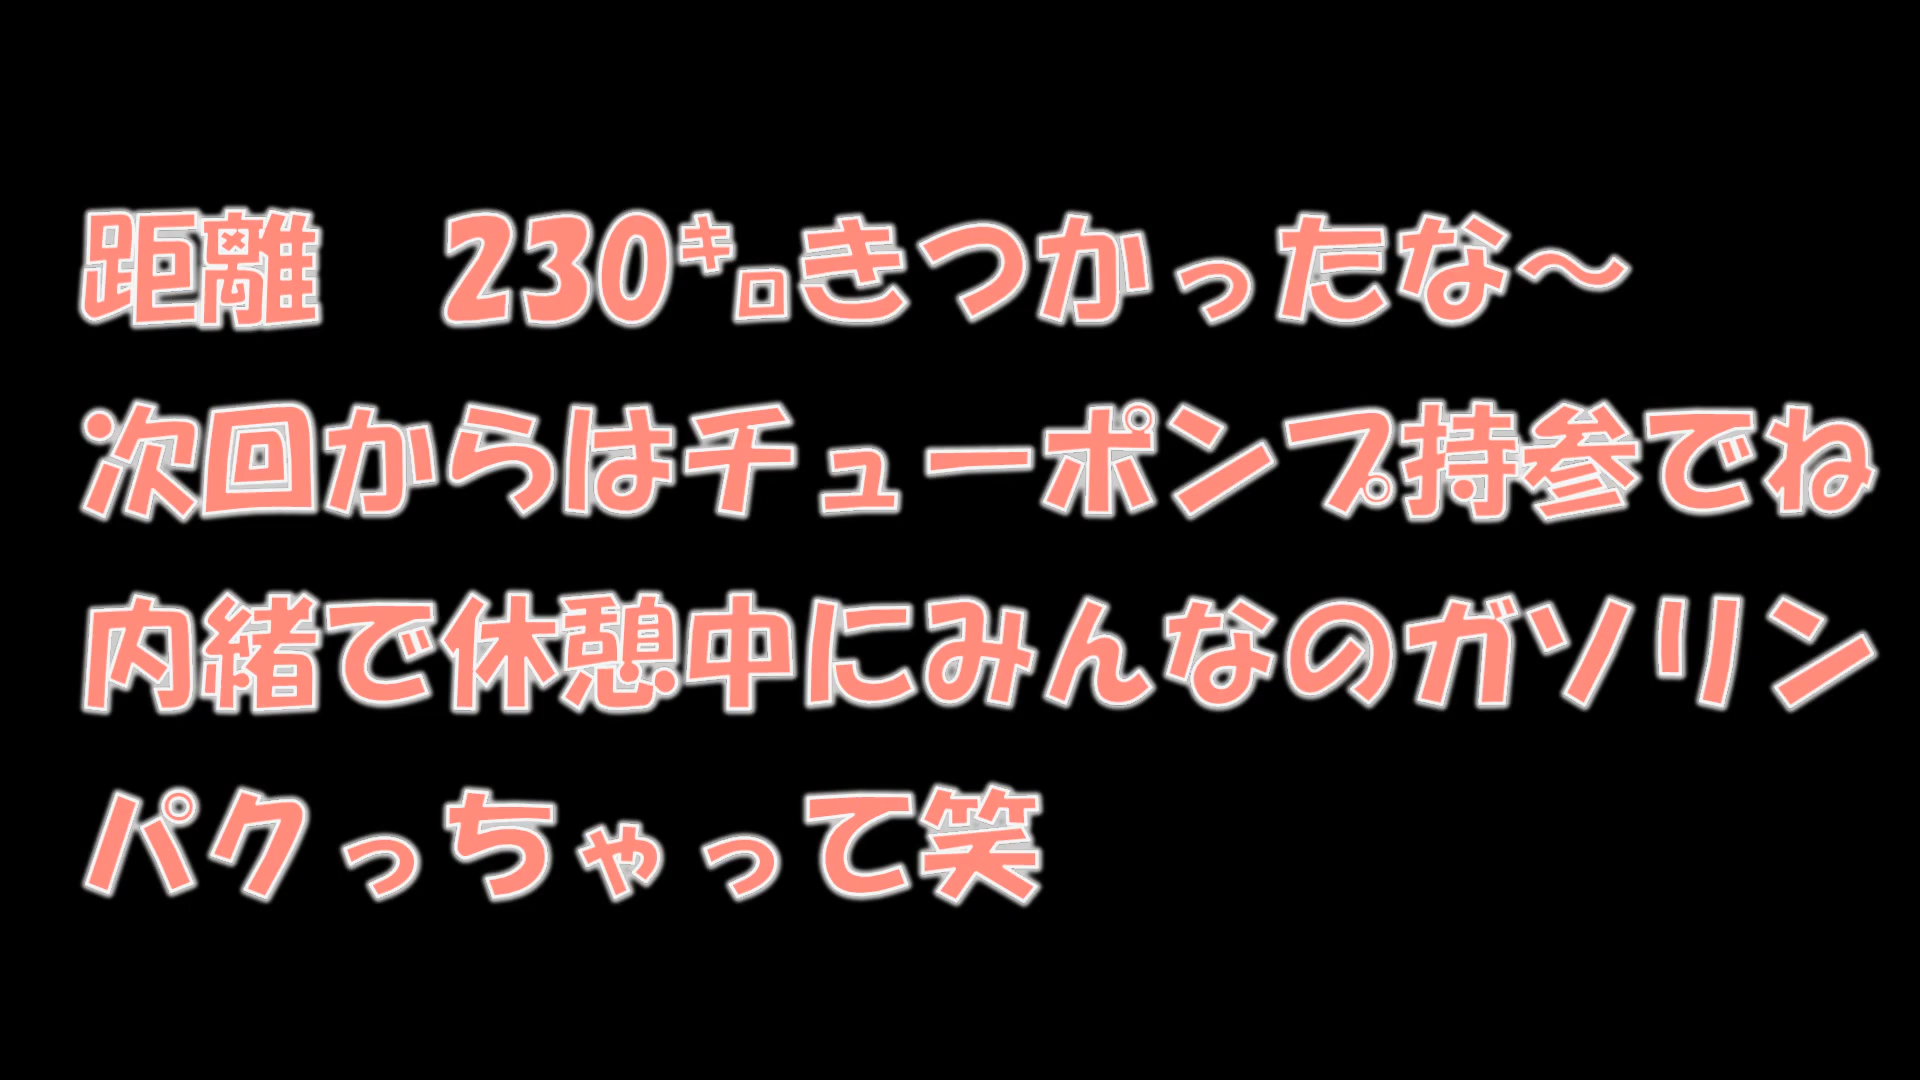 距離　230㌔きつかったな～
次回からはチューポンプ持参でね
内緒で休憩中にみんなのガソリン
パクっちゃって笑